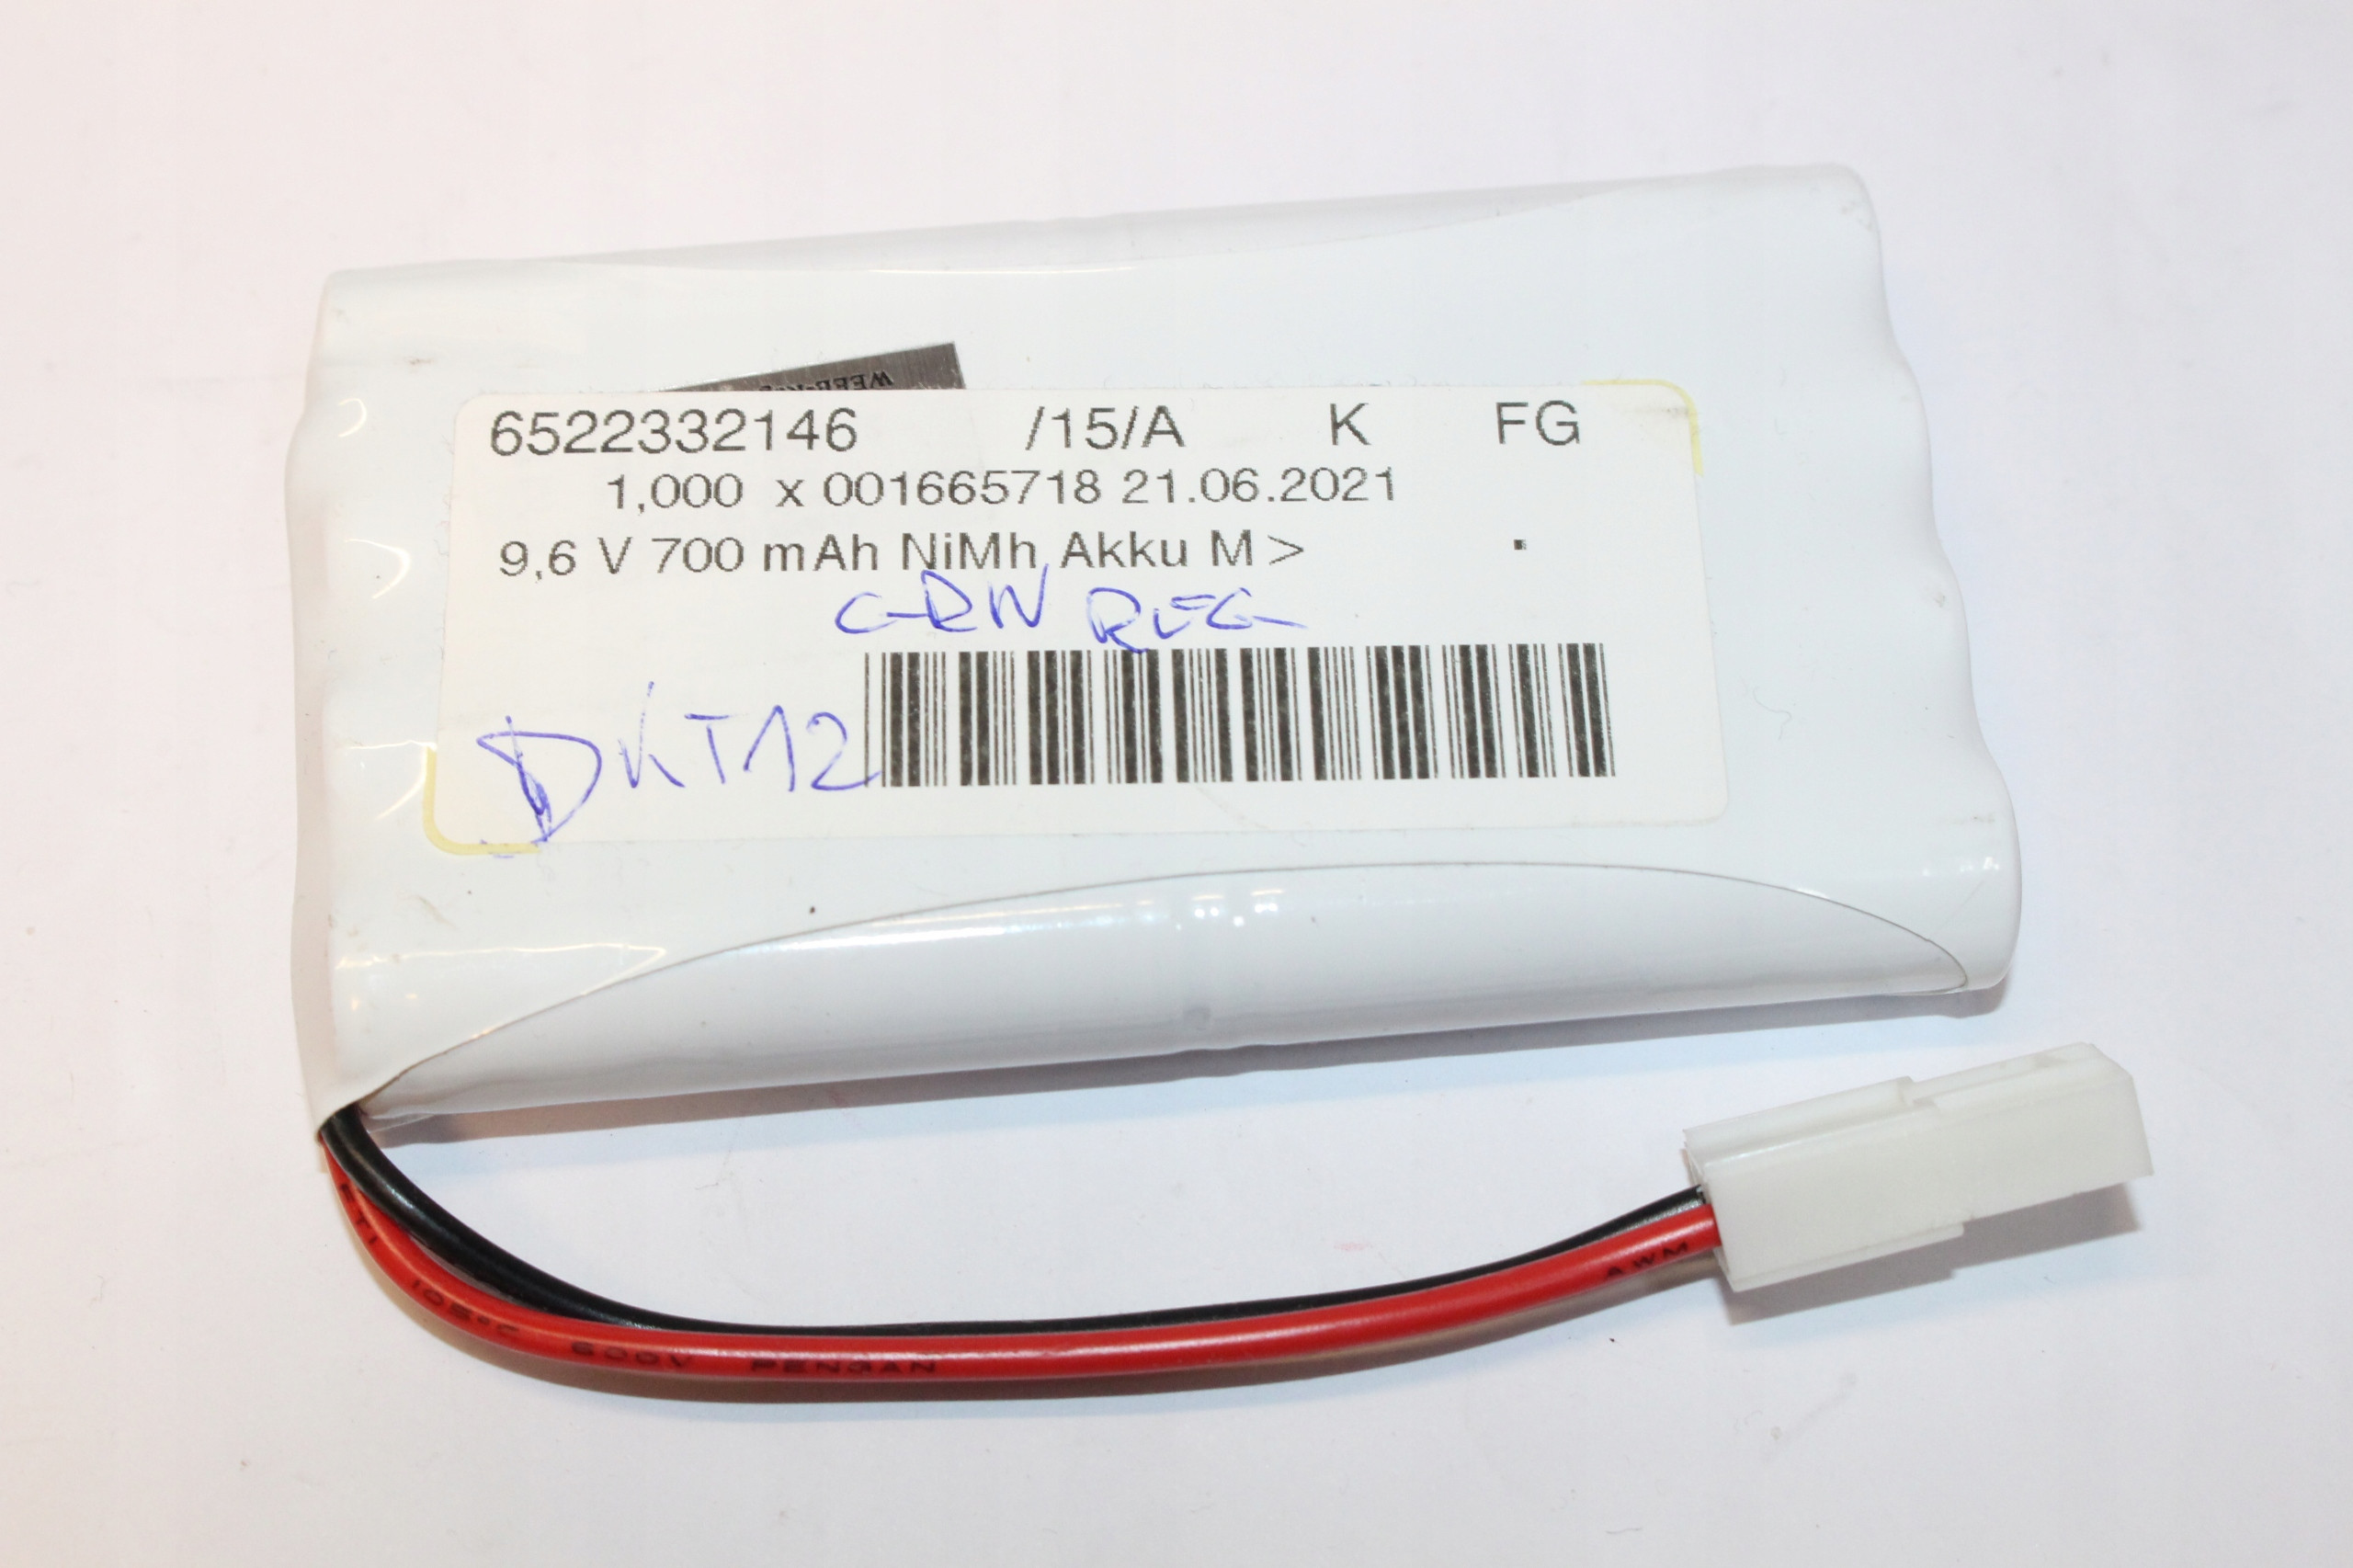 6522332146 /15/A K FG
1,000 x 001665718 21.06.2021
9,6 V 700 mAh NiMh Akku M > .
DKT12
105°C 600V PENGAN AWM